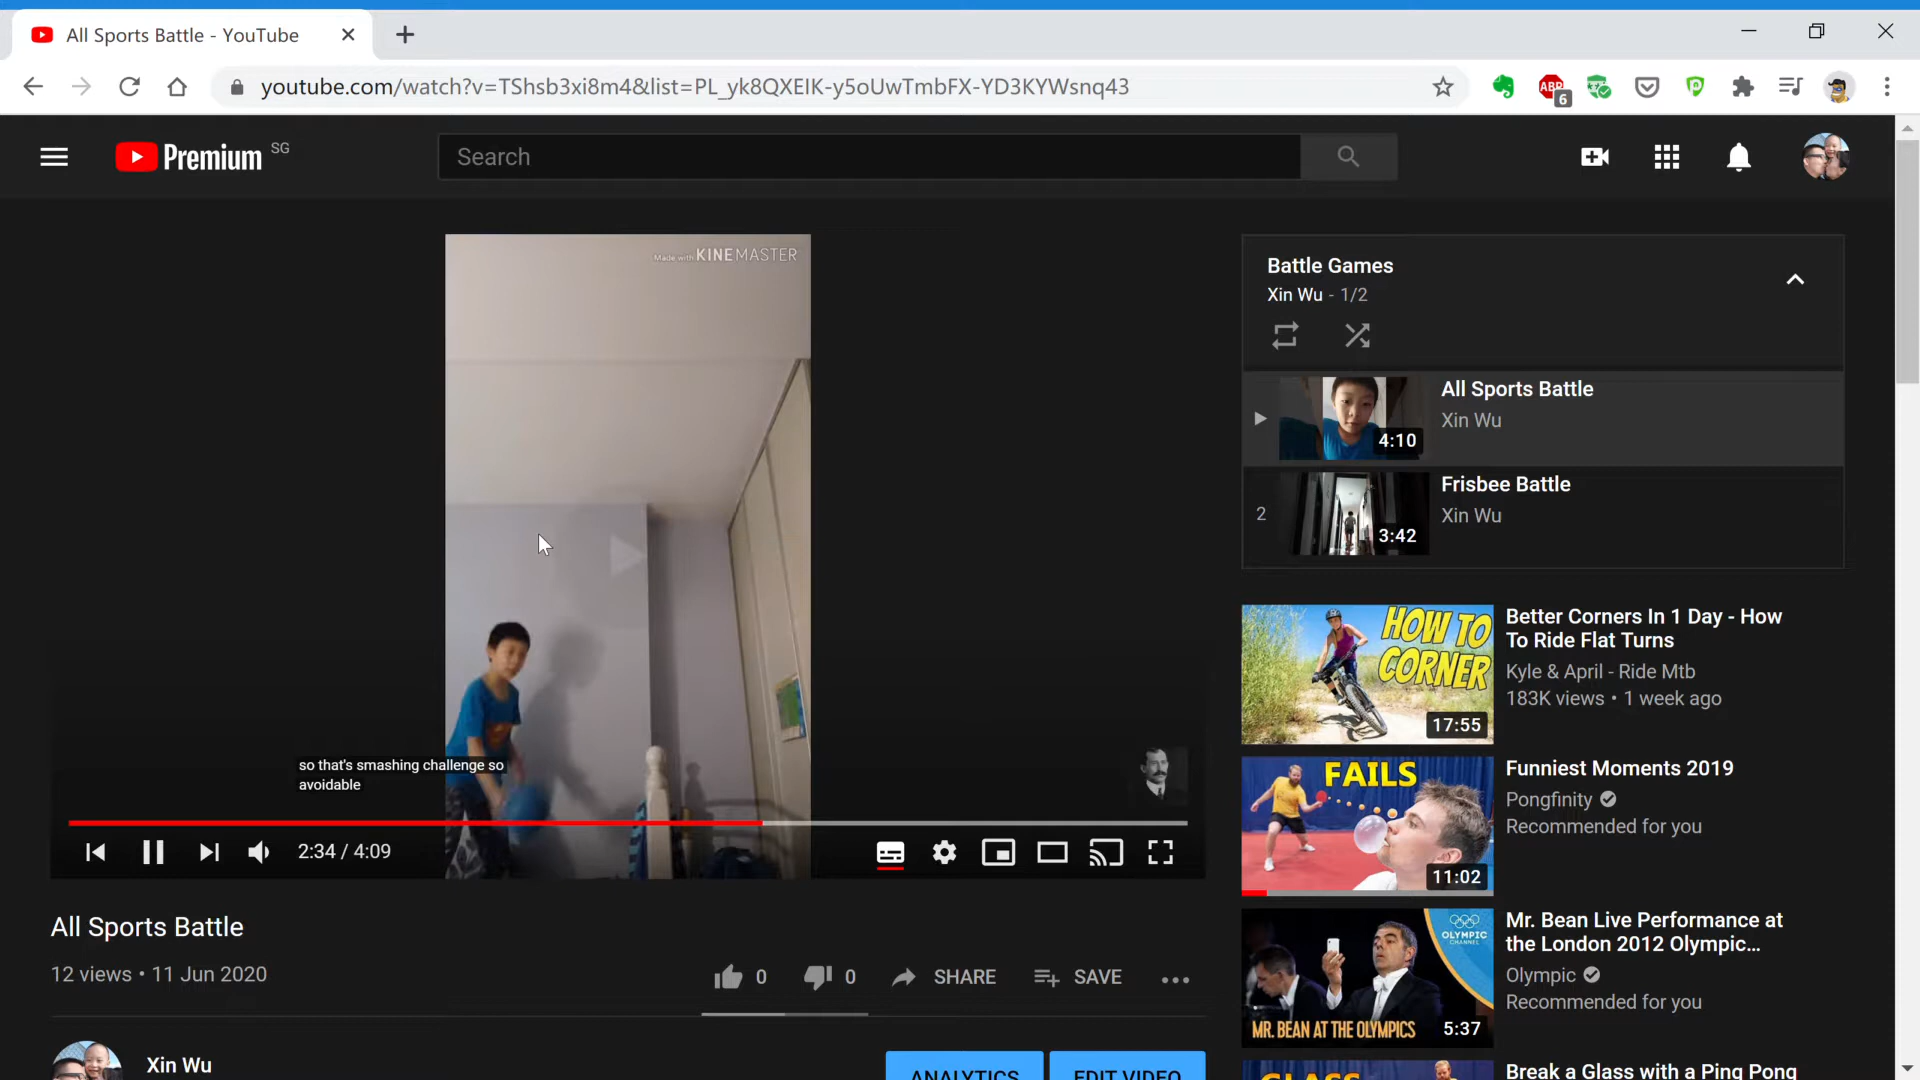 All Sports Battle - YouTube
youtube.com/watch?v=TShsb3xi8m4&list=PL_yk8QXEIK-y5oUwTmbFX-YD3KYWsnq43
ABP
6
Premium SG
Search
Made with KINEMASTER
so that's smashing challenge so
avoidable
2:34 / 4:09
All Sports Battle
12 views • 11 Jun 2020
0
0
SHARE
SAVE
Xin Wu
ANALYTICS
EDIT VIDEO
Battle Games
Xin Wu - 1/2
All Sports Battle
Xin Wu
4:10
2
Frisbee Battle
Xin Wu
3:42
HOW TO
CORNER
17:55
Better Corners In 1 Day - How
To Ride Flat Turns
Kyle & April - Ride Mtb
183K views • 1 week ago
FAILS
11:02
Funniest Moments 2019
Pongfinity
Recommended for you
OLYMPIC
CHANNEL
MR. BEAN AT THE OLYMPICS
5:37
Mr. Bean Live Performance at
the London 2012 Olympic...
Olympic
Recommended for you
GLASS
Break a Glass with a Ping Pong